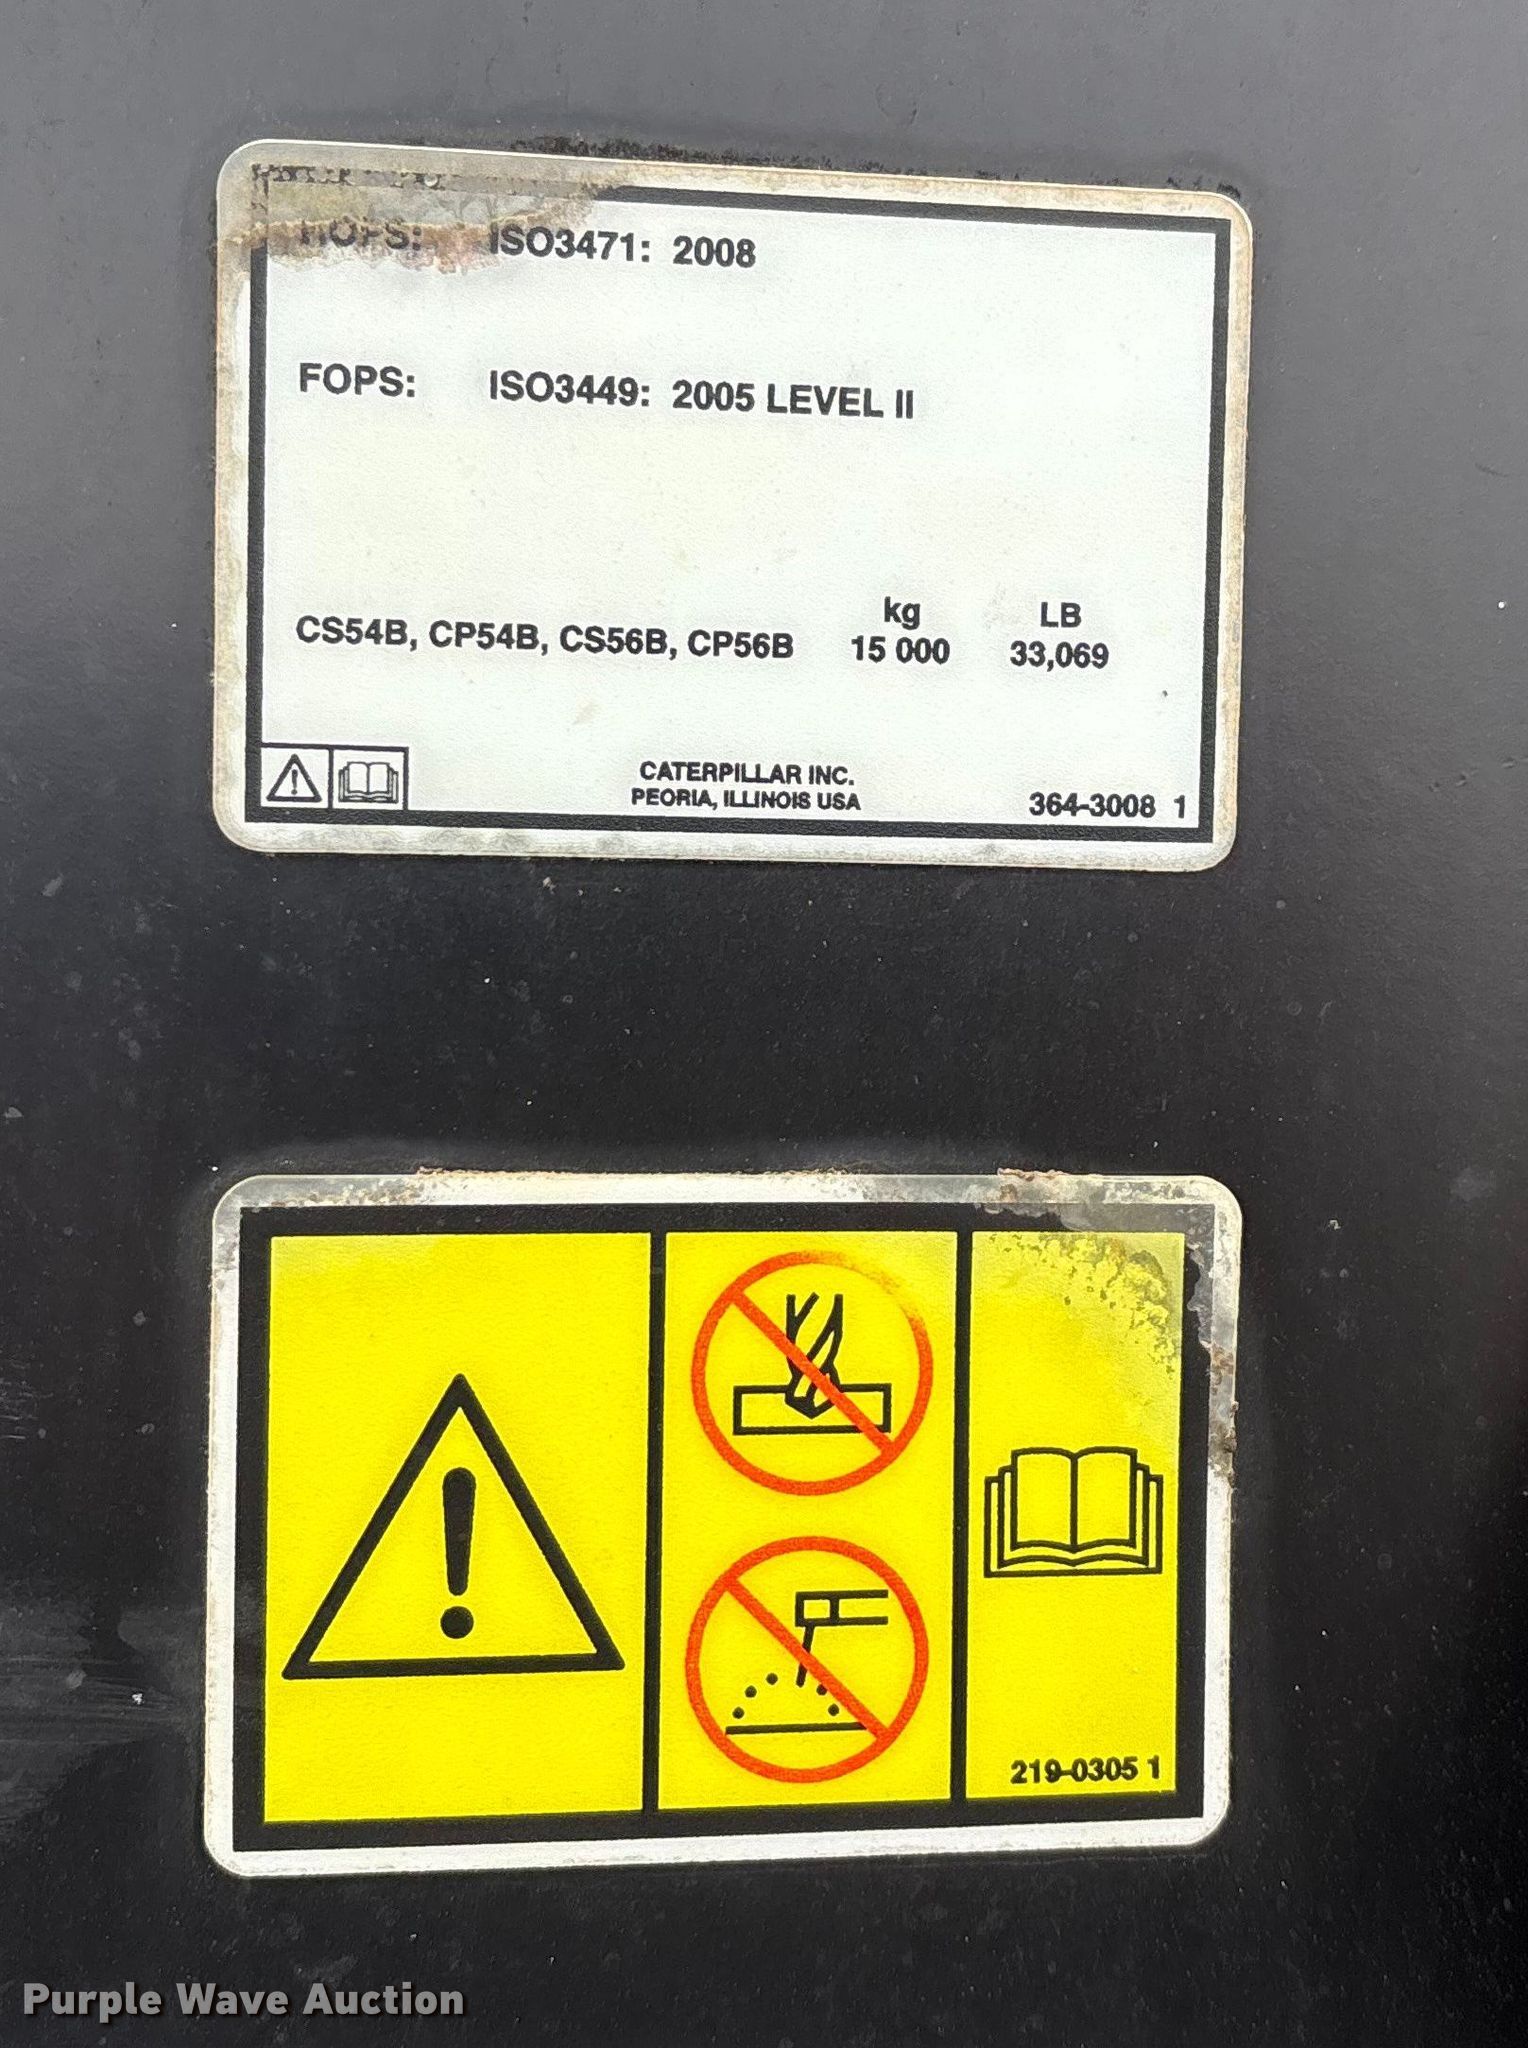 ROPS: ISO3471: 2008
FOPS: ISO3449: 2005 LEVEL II
kg LB
CS54B, CP54B, CS56B, CP56B 15 000 33,069
CATERPILLAR INC.
PEORIA, ILLINOIS USA
364-3008 1
219-0305 1
Purple Wave Auction